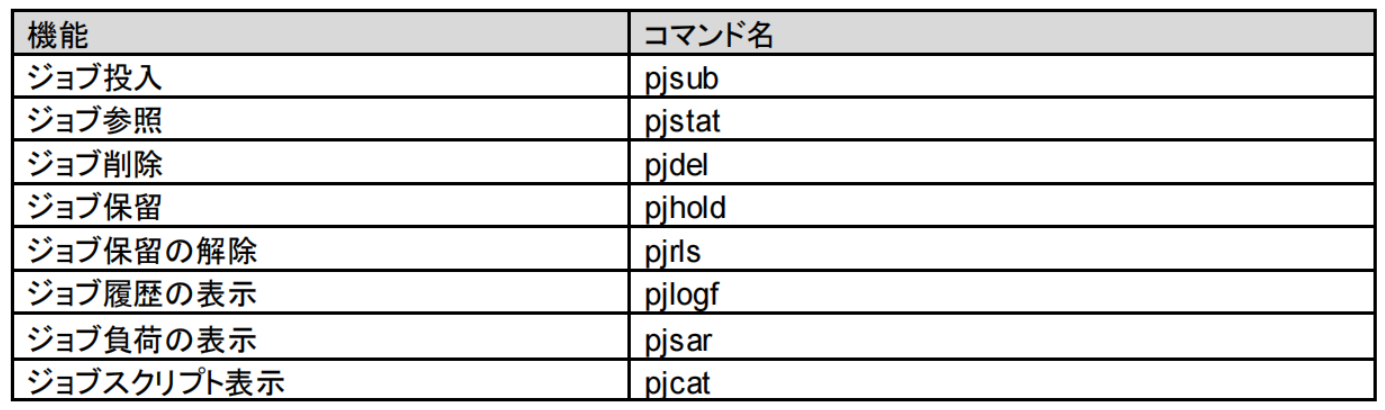 機能 コマンド名
ジョブ投入 pjsub
ジョブ参照 pjstat
ジョブ削除 pjdel
ジョブ保留 pjhold
ジョブ保留の解除 pjrls
ジョブ履歴の表示 pjlogf
ジョブ負荷の表示 pjsar
ジョブスクリプト表示 pjcat